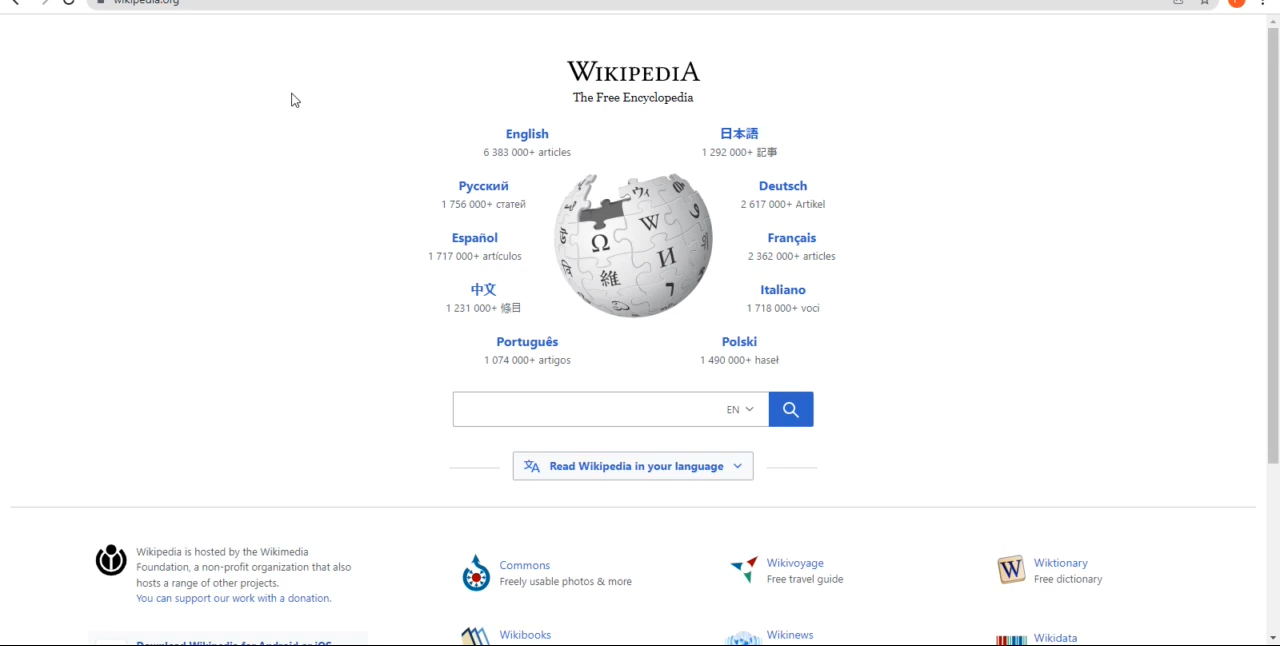 wikipedia.org
WIKIPEDIA
The Free Encyclopedia
English
6 383 000+ articles
日本語
1 292 000+ 記事
Русский
1 756 000+ статей
Deutsch
2 617 000+ Artikel
Español
1 717 000+ artículos
Français
2 362 000+ articles
中文
1 231 000+ 條目
Italiano
1 718 000+ voci
Português
1 074 000+ artigos
Polski
1 490 000+ haseł
Ω
W
И
維
ウィ
EN
Read Wikipedia in your language
Wikipedia is hosted by the Wikimedia
Foundation, a non-profit organization that also
hosts a range of other projects.
You can support our work with a donation.
Download Wikipedia for Android or iOS
Commons
Freely usable photos & more
Wikivoyage
Free travel guide
W
Wiktionary
Free dictionary
Wikibooks
Wikinews
Wikidata